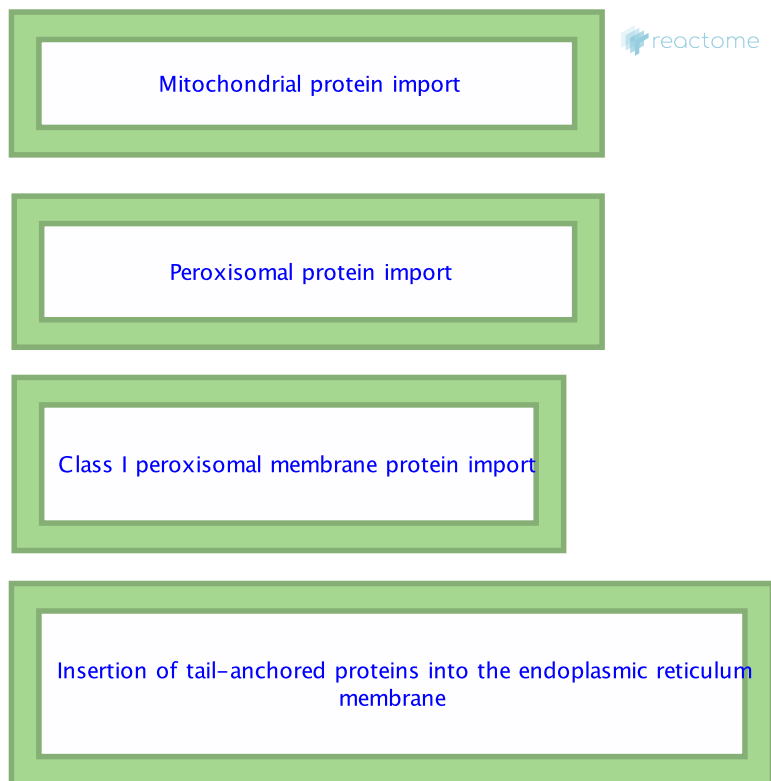 reactome
Mitochondrial protein import
Peroxisomal protein import
Class I peroxisomal membrane protein import
Insertion of tail-anchored proteins into the endoplasmic reticulum
membrane